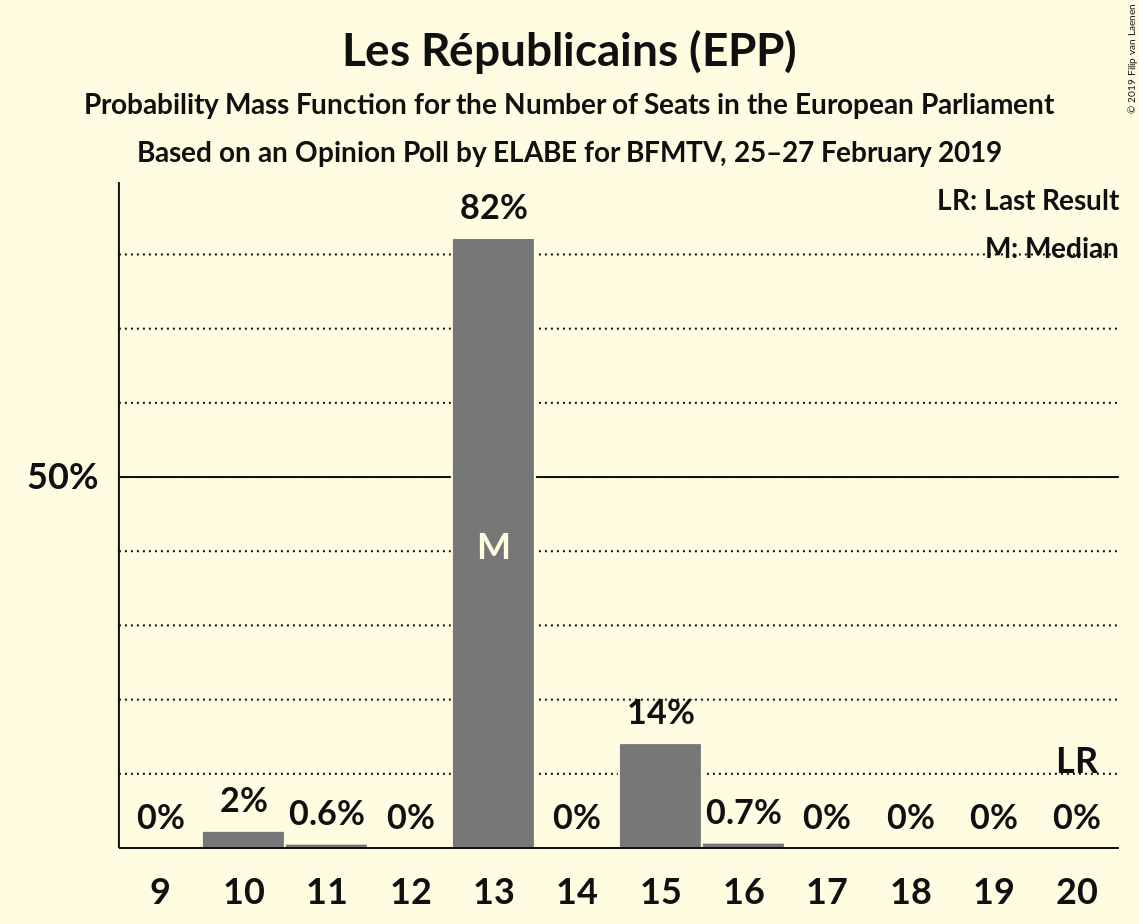 Les Républicains (EPP)
Probability Mass Function for the Number of Seats in the European Parliament
Based on an Opinion Poll by ELABE for BFMTV, 25–27 February 2019
© 2019 Filip van Laenen
LR: Last Result
M: Median
82%
50%
M
14%
LR
0% 2% 0.6% 0% 0% 0.7% 0% 0% 0% 0%
9 10 11 12 13 14 15 16 17 18 19 20